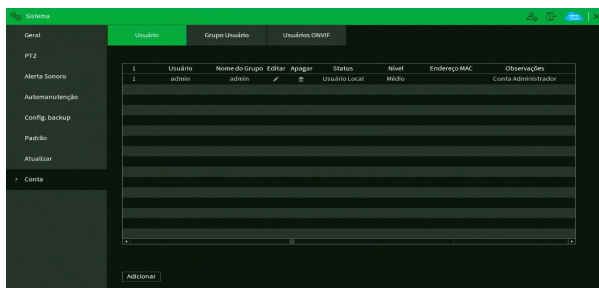 Sistema
Geral
PTZ
Alerta Sonoro
Automanutenção
Config. backup
Padrão
Atualizar
Conta
Usuário Grupo Usuário Usuários ONVIF
1 Usuário Nome do Grupo Editar Apagar Status Nível Endereço MAC Observações
1 admin admin Usuário Local Médio Conta Administrador
Adicionar